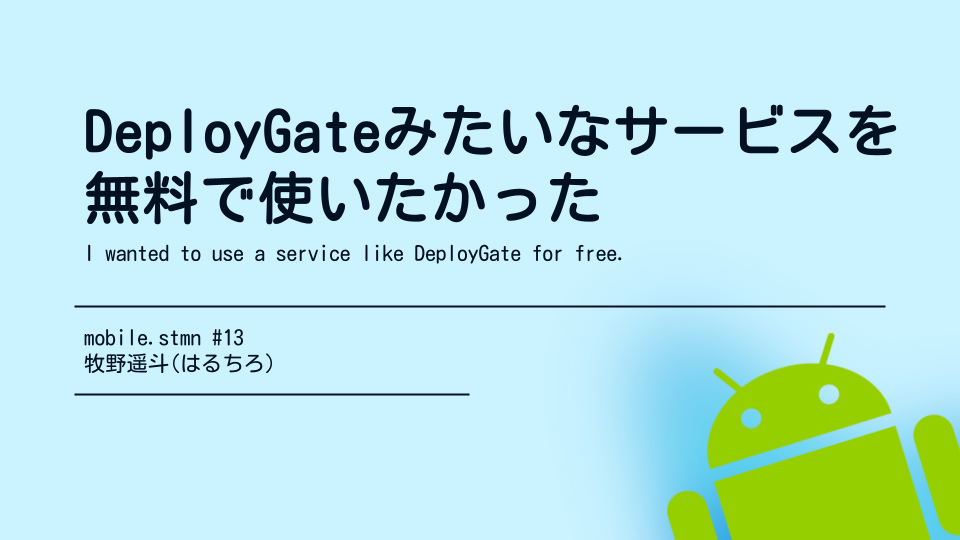 DeployGateみたいなサービスを
無料で使いたかった
I wanted to use a service like DeployGate for free.
mobile.stmn #13
牧野遥斗(はるちろ)